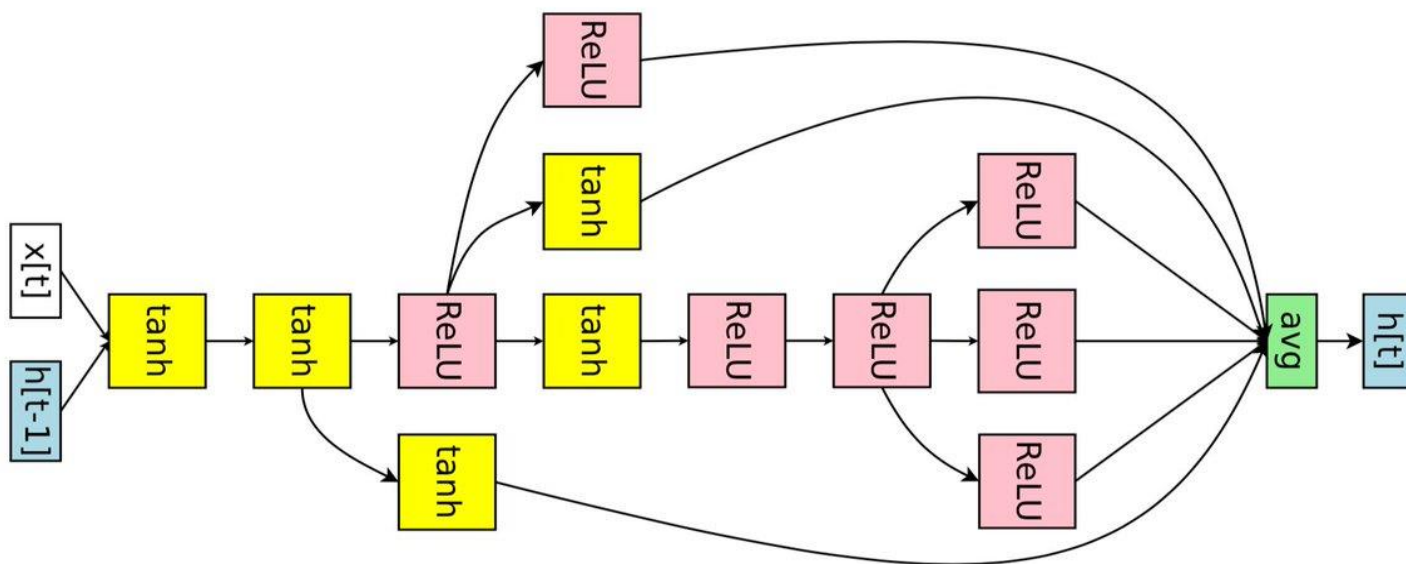 x[t]
h[t-1]
tanh
tanh
ReLU
tanh
ReLU
tanh
tanh
ReLU
ReLU
ReLU
ReLU
ReLU
avg
h[t]